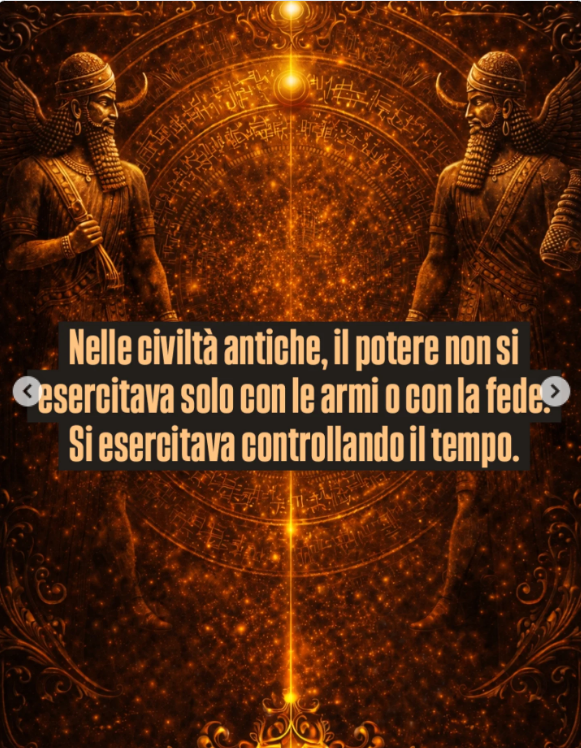 Nelle civiltà antiche, il potere non si
esercitava solo con le armi o con la fede.
Si esercitava controllando il tempo.